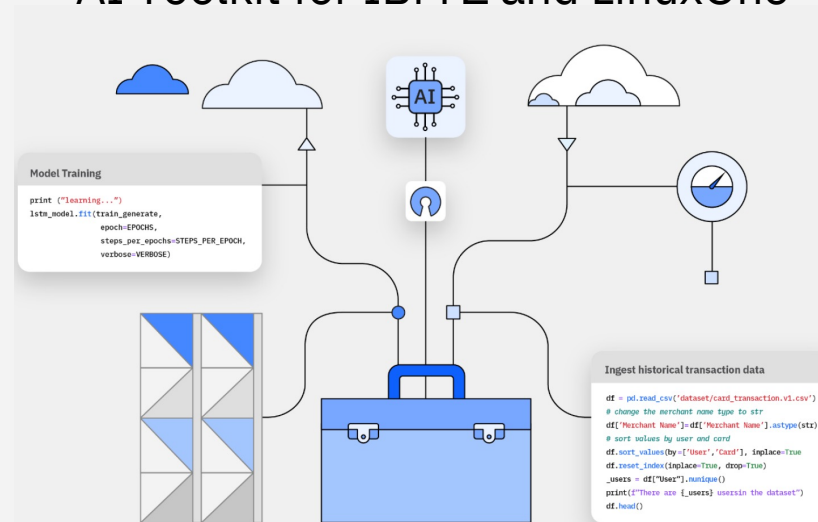 AI Toolkit for IBM Z and LinuxOne
AI
Model Training
print ("learning...")
lstm_model.fit(train_generate,
epoch=EPOCHS,
steps_per_epochs=STEPS_PER_EPOCH,
verbose=VERBOSE)
Ingest historical transaction data
df = pd.read_csv('dataset/card_transaction.v1.csv')
# change the merchant name type to str
df['Merchant Name']=df['Merchant Name'].astype(str)
# sort values by user and card
df.sort_values(by=['User','Card'], inplace=True
df.reset_index(inplace=True, drop=True)
_users = df["User"].nunique()
print(f"There are {_users} usersin the dataset")
df.head()